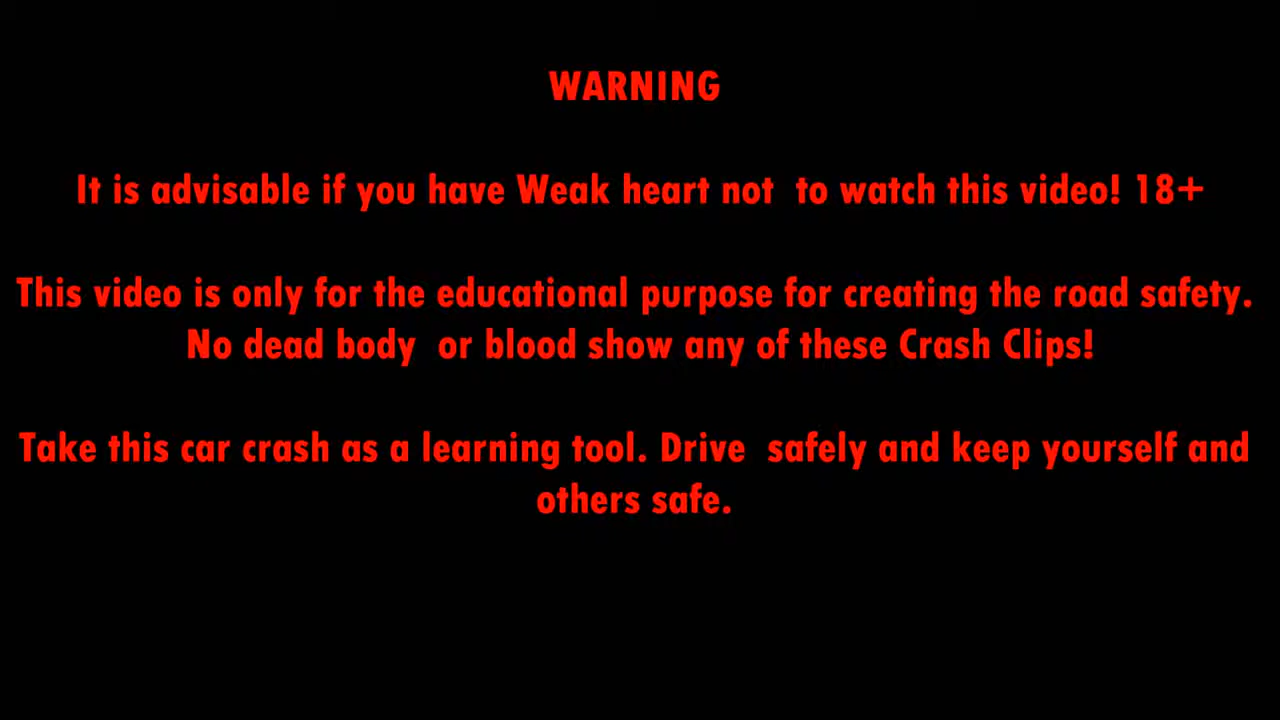 WARNING
It is advisable if you have Weak heart not  to watch this video! 18+
This video is only for the educational purpose for creating the road safety.
No dead body  or blood show any of these Crash Clips!
Take this car crash as a learning tool. Drive  safely and keep yourself and
others safe.